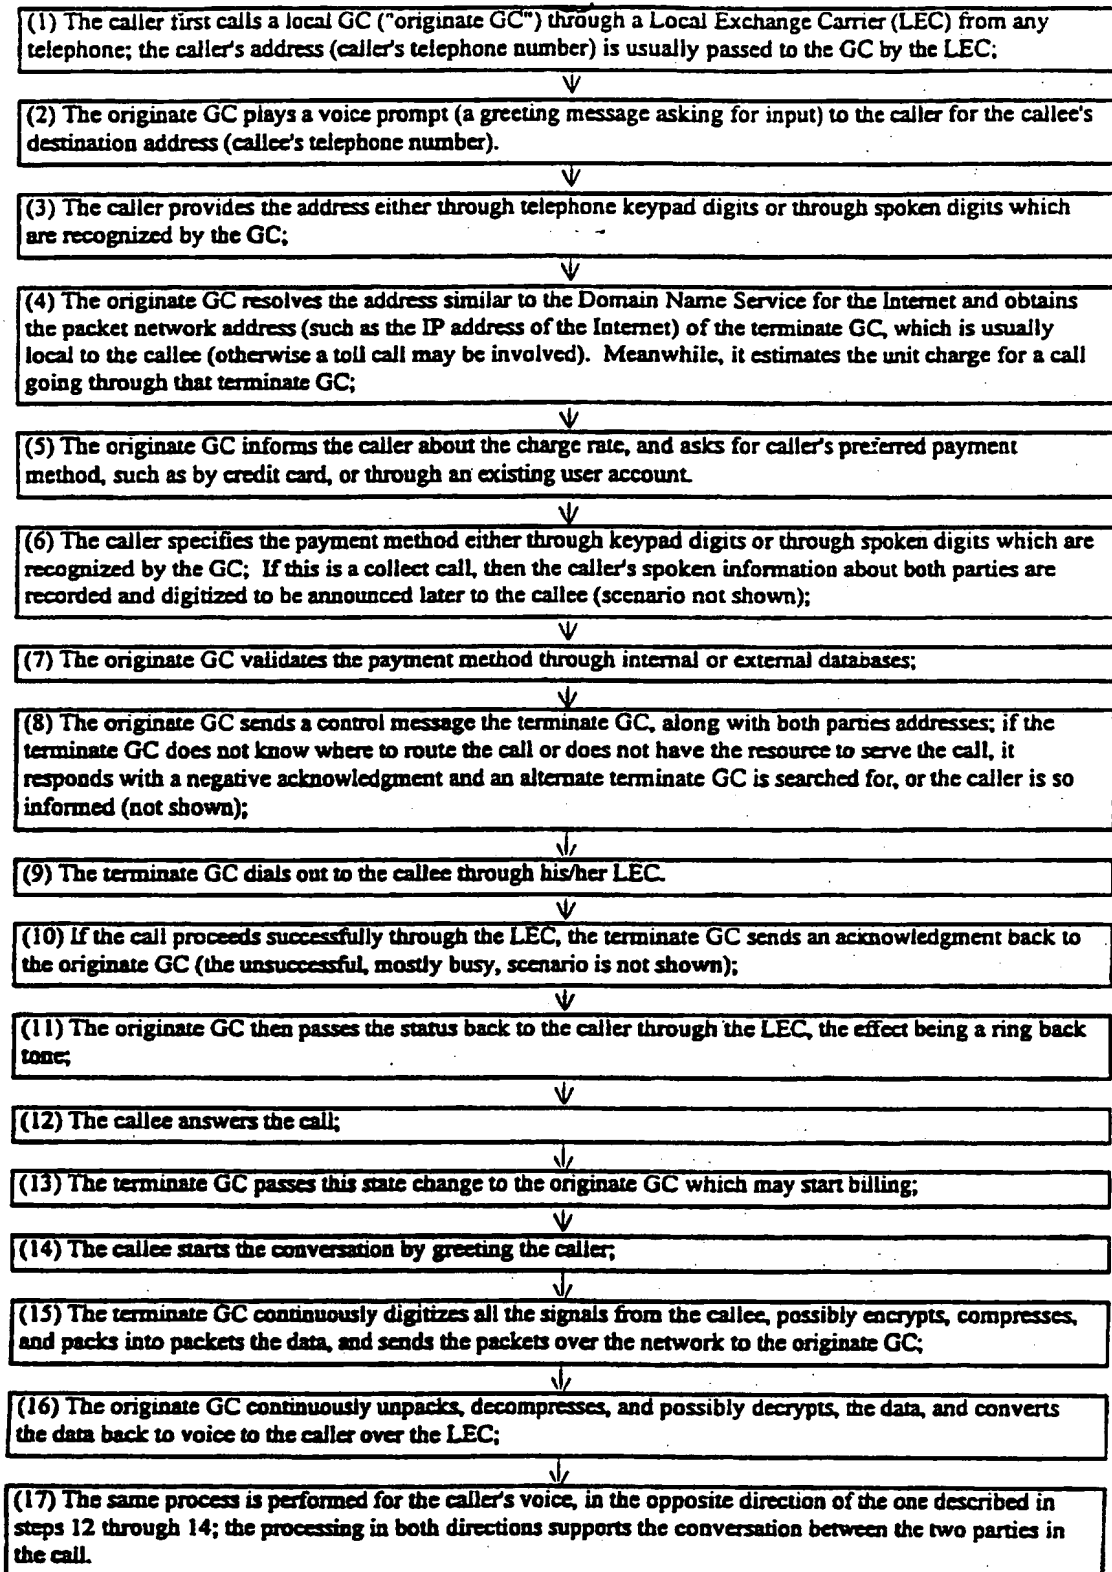 (1) The caller first calls a local GC ("originate GC") through a Local Exchange Carrier (LEC) from any
telephone; the caller's address (caller's telephone number) is usually passed to the GC by the LEC;
(2) The originate GC plays a voice prompt (a greeting message asking for input) to the caller for the callee's
destination address (callee's telephone number).
(3) The caller provides the address either through telephone keypad digits or through spoken digits which
are recognized by the GC;
(4) The originate GC resolves the address similar to the Domain Name Service for the Internet and obtains
the packet network address (such as the IP address of the Internet) of the terminate GC, which is usually
local to the callee (otherwise a toll call may be involved). Meanwhile, it estimates the unit charge for a call
going through that terminate GC;
(5) The originate GC informs the caller about the charge rate, and asks for caller's preferred payment
method, such as by credit card, or through an existing user account.
(6) The caller specifies the payment method either through keypad digits or through spoken digits which are
recognized by the GC; If this is a collect call, then the caller's spoken information about both parties are
recorded and digitized to be announced later to the callee (scenario not shown);
(7) The originate GC validates the payment method through internal or external databases;
(8) The originate GC sends a control message the terminate GC, along with both parties addresses; if the
terminate GC does not know where to route the call or does not have the resource to serve the call, it
responds with a negative acknowledgment and an alternate terminate GC is searched for, or the caller is so
informed (not shown);
(9) The terminate GC dials out to the callee through his/her LEC.
(10) If the call proceeds successfully through the LEC, the terminate GC sends an acknowledgment back to
the originate GC (the unsuccessful, mostly busy, scenario is not shown);
(11) The originate GC then passes the status back to the caller through the LEC, the effect being a ring back
tone;
(12) The callee answers the call;
(13) The terminate GC passes this state change to the originate GC which may start billing;
(14) The callee starts the conversation by greeting the caller;
(15) The terminate GC continuously digitizes all the signals from the callee, possibly encrypts, compresses,
and packs into packets the data, and sends the packets over the network to the originate GC;
(16) The originate GC continuously unpacks, decompresses, and possibly decrypts, the data, and converts
the data back to voice to the caller over the LEC;
(17) The same process is performed for the caller's voice, in the opposite direction of the one described in
steps 12 through 14; the processing in both directions supports the conversation between the two parties in
the call.